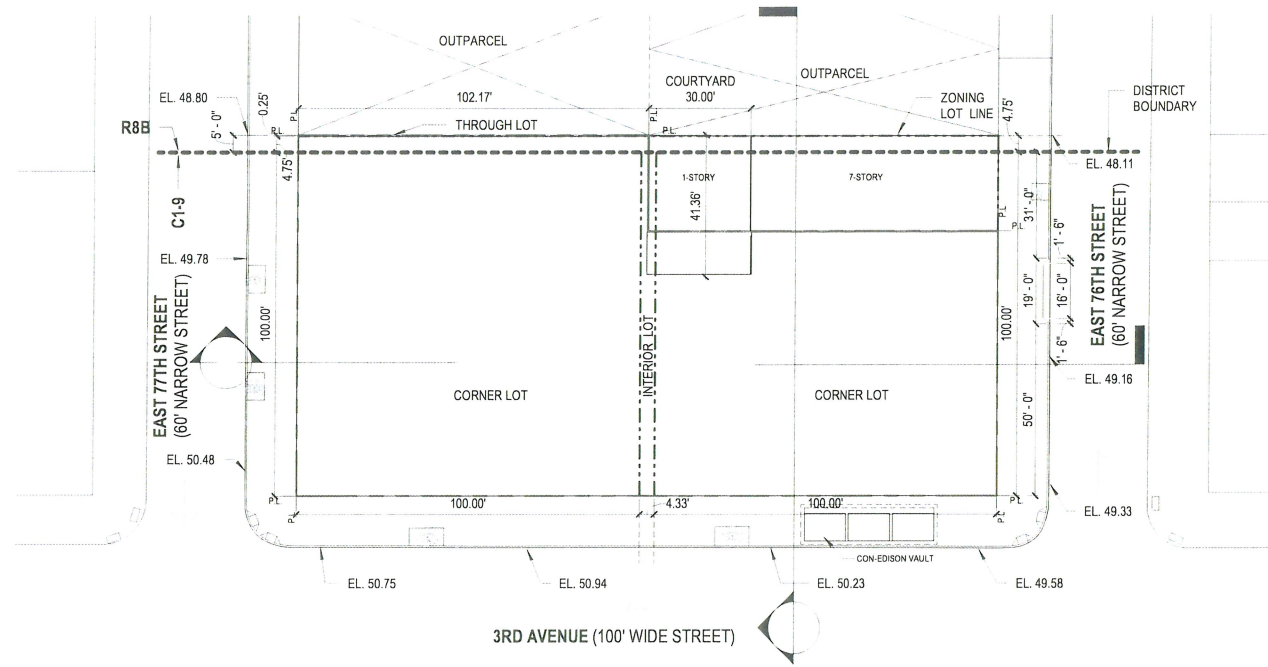 OUTPARCEL
OUTPARCEL
COURTYARD
30.00'
102.17'
EL. 48.80
0.25'
5' - 0"
R8B
P.L.
P.L.
P.L.
P.L.
THROUGH LOT
ZONING
LOT LINE
4.75'
DISTRICT
BOUNDARY
EL. 48.11
4.75'
C1-9
1-STORY
7-STORY
41.36'
P.L
P.L
31' - 0"
1' - 6"
EL. 49.78
EAST 77TH STREET
(60' NARROW STREET)
100.00'
INTERIOR LOT
100.00'
19' - 0"
16' - 0"
1' - 6"
EAST 76TH STREET
(60' NARROW STREET)
EL. 49.16
CORNER LOT
CORNER LOT
50' - 0"
EL. 50.48
P.L
P.L
100.00'
4.33'
100.00'
P.L
P.L
EL. 49.33
CON-EDISON VAULT
EL. 50.75
EL. 50.94
EL. 50.23
EL. 49.58
3RD AVENUE (100' WIDE STREET)